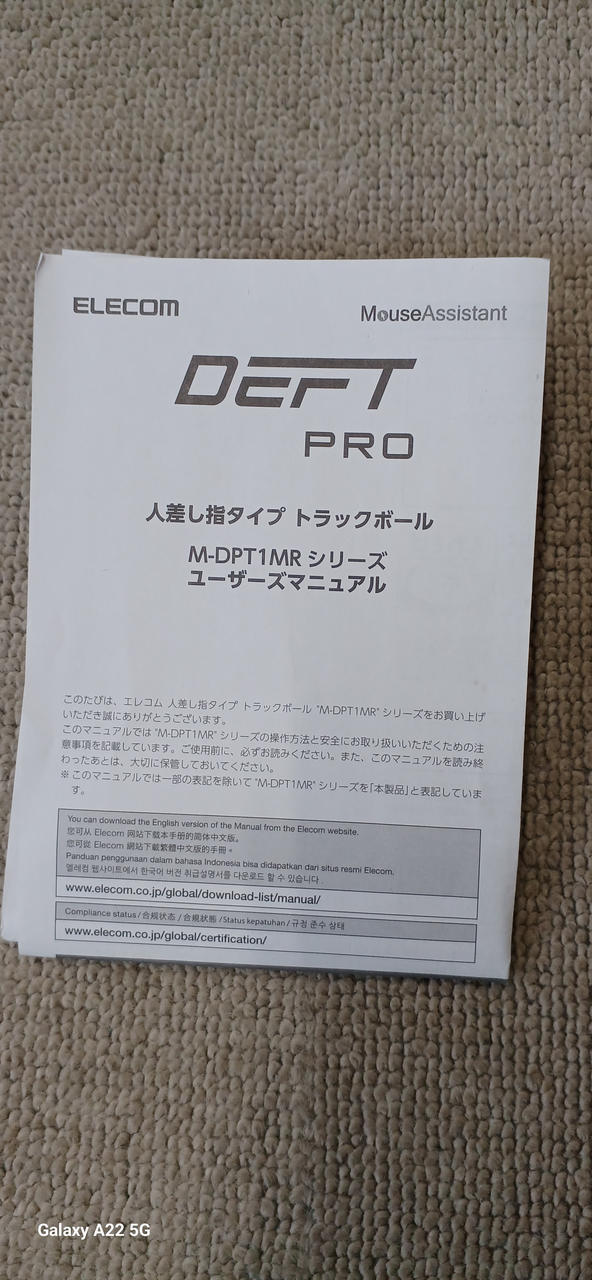 ELECOM
MouseAssistant
DEFT
PRO
人差し指タイプ トラックボール
M-DPT1MR シリーズ
ユーザーズマニュアル
このたびは、エレコム 人差し指タイプ トラックボール "M-DPT1MR" シリーズをお買い上げ
いただき誠にありがとうございます。
このマニュアルでは "M-DPT1MR" シリーズの操作方法と安全にお取り扱いいただくための注
意事項を記載しています。ご使用前に、必ずお読みください。また、このマニュアルを読み終
わったあとは、大切に保管しておいてください。
※ このマニュアルでは一部の表記を除いて "M-DPT1MR" シリーズを「本製品」と表記していま
す。
You can download the English version of the Manual from the Elecom website.
您可从 Elecom 网站下载本手册的简体中文版。
您可從 Elecom 網站下載繁體中文版的手冊。
Panduan penggunaan dalam bahasa Indonesia bisa didapatkan dari situs resmi Elecom.
엘레컴 웹사이트에서 한국어 버전 취급설명서를 다운로드 할 수 있습니다.
www.elecom.co.jp/global/download-list/manual/
Compliance status / 合规状态 / 合規狀態 / Status kepatuhan / 규정 준수 상태
www.elecom.co.jp/global/certification/
Galaxy A22 5G